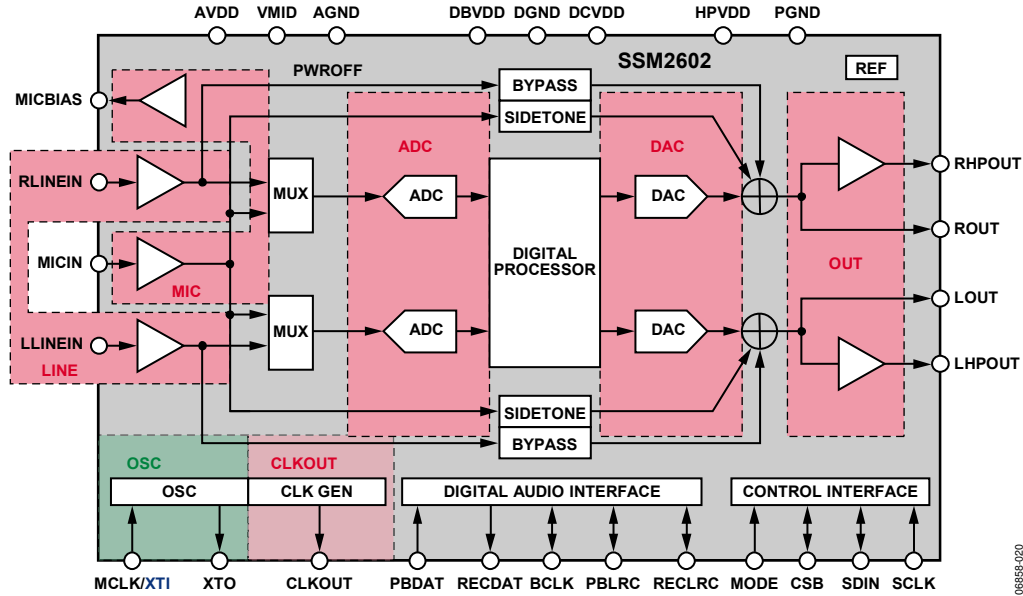 AVDD VMID AGND DBVDD DGND DCVDD HPVDD PGND
PWROFF
SSM2602
REF
BYPASS
SIDETONE
MICBIAS
ADC
DAC
RLINEIN
MUX
ADC
DAC
RHPOUT
ROUT
MICIN
MIC
DIGITAL
PROCESSOR
OUT
LOUT
MUX
ADC
DAC
LLINEIN
LINE
LHPOUT
SIDETONE
BYPASS
OSC
CLKOUT
OSC
CLK GEN
DIGITAL AUDIO INTERFACE
CONTROL INTERFACE
MCLK/XTI XTO CLKOUT PBDAT RECDAT BCLK PBLRC RECLRC MODE CSB SDIN SCLK
06858-020